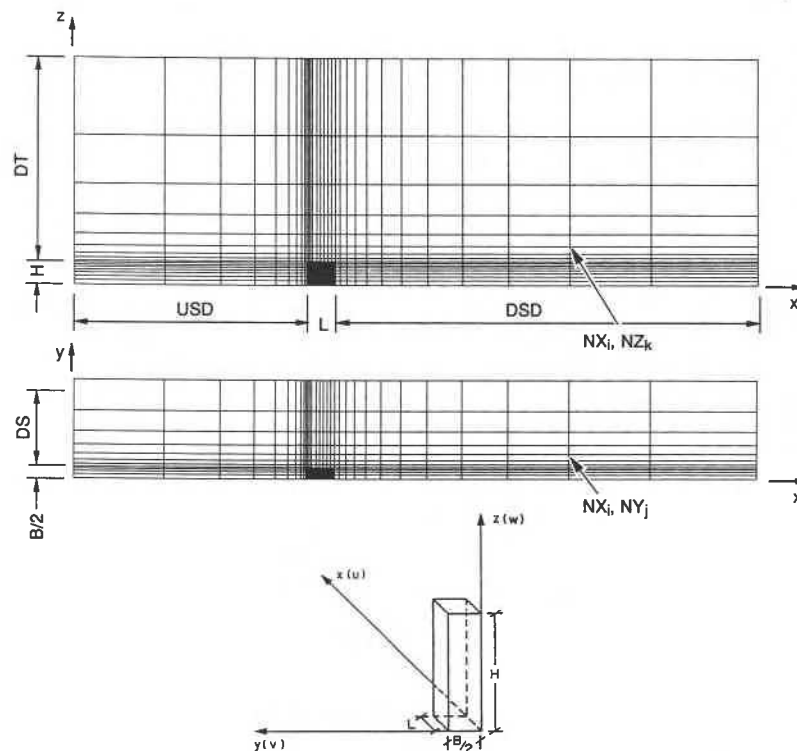 z
DT
H
x
USD
L
DSD
NXi, NZk
y
DS
B/2
x
NXi, NYj
z(w)
x(u)
H
L
y(v)
B/2